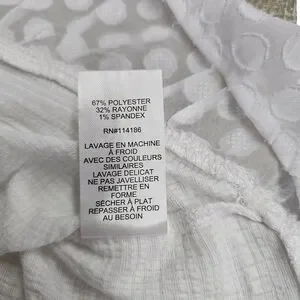 67% POLYESTER
32% RAYONNE
1% SPANDEX
RN#114186
LAVAGE EN MACHINE
À FROID
AVEC DES COULEURS
SIMILAIRES
LAVAGE DELICAT
NE PAS JAVELLISER
REMETTRE EN
FORME
SÉCHER À PLAT
REPASSER À FROID
AU BESOIN